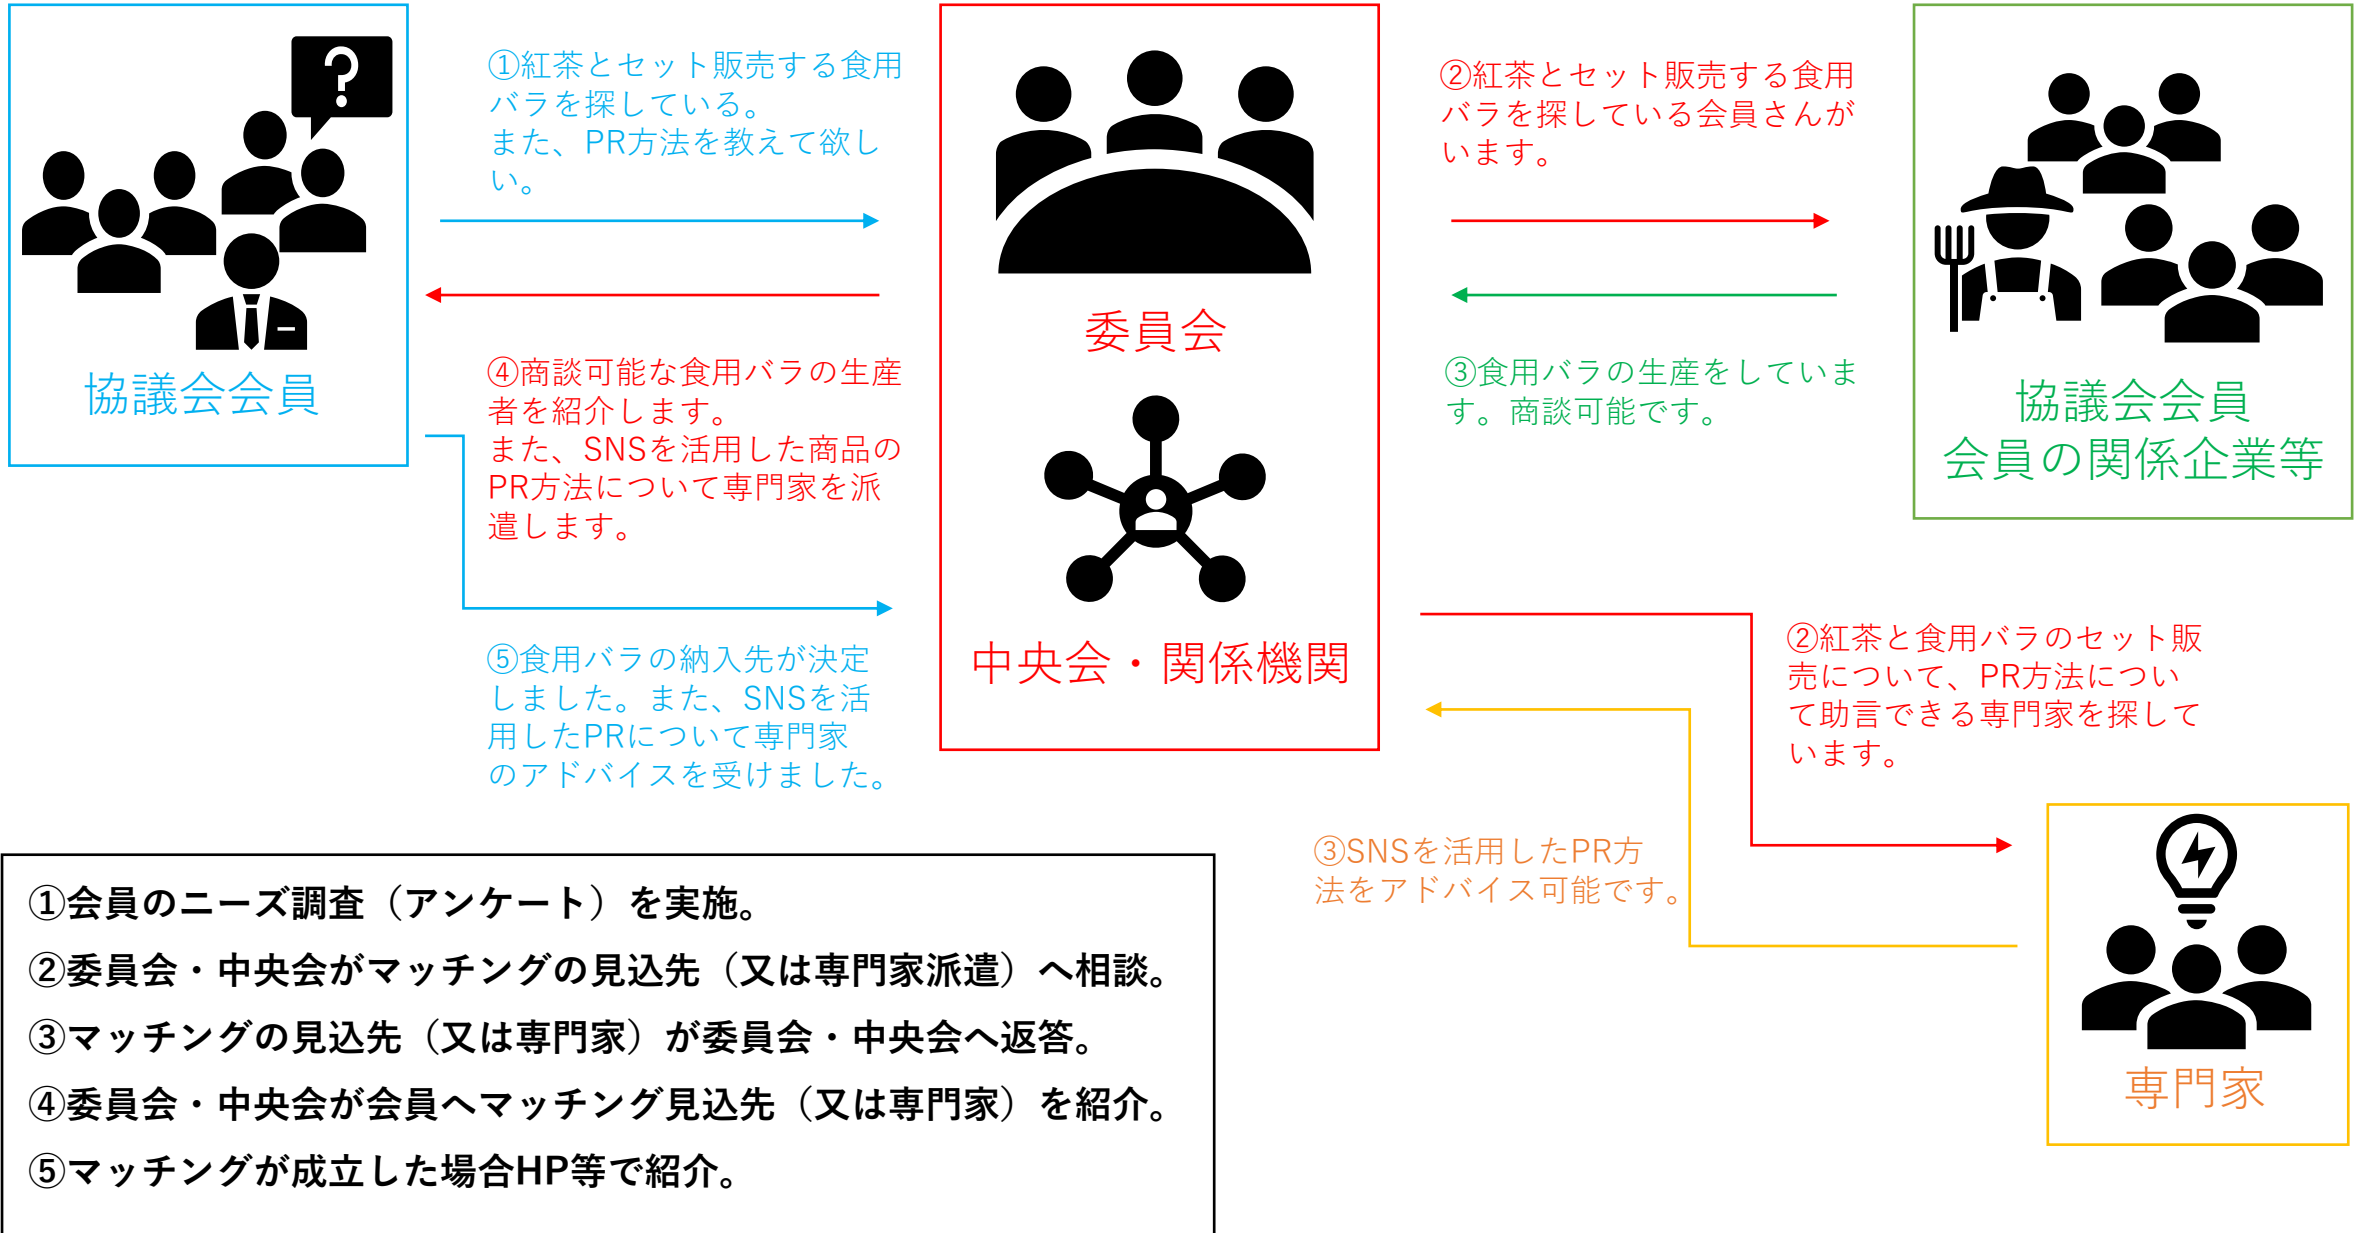 ①紅茶とセット販売する食用
バラを探している。
また、PR方法を教えて欲し
い。
協議会会員
④商談可能な食用バラの生産
者を紹介します。
また、SNSを活用した商品の
PR方法について専門家を派
遣します。
⑤食用バラの納入先が決定
しました。また、SNSを活
用したPRについて専門家
のアドバイスを受けました。
委員会
中央会・関係機関
②紅茶とセット販売する食用
バラを探している会員さんが
います。
③食用バラの生産をしていま
す。商談可能です。
協議会会員
会員の関係企業等
②紅茶と食用バラのセット販
売について、PR方法につい
て助言できる専門家を探して
います。
③SNSを活用したPR方
法をアドバイス可能です。
専門家
①会員のニーズ調査（アンケート）を実施。
②委員会・中央会がマッチングの見込先（又は専門家派遣）へ相談。
③マッチングの見込先（又は専門家）が委員会・中央会へ返答。
④委員会・中央会が会員へマッチング見込先（又は専門家）を紹介。
⑤マッチングが成立した場合HP等で紹介。